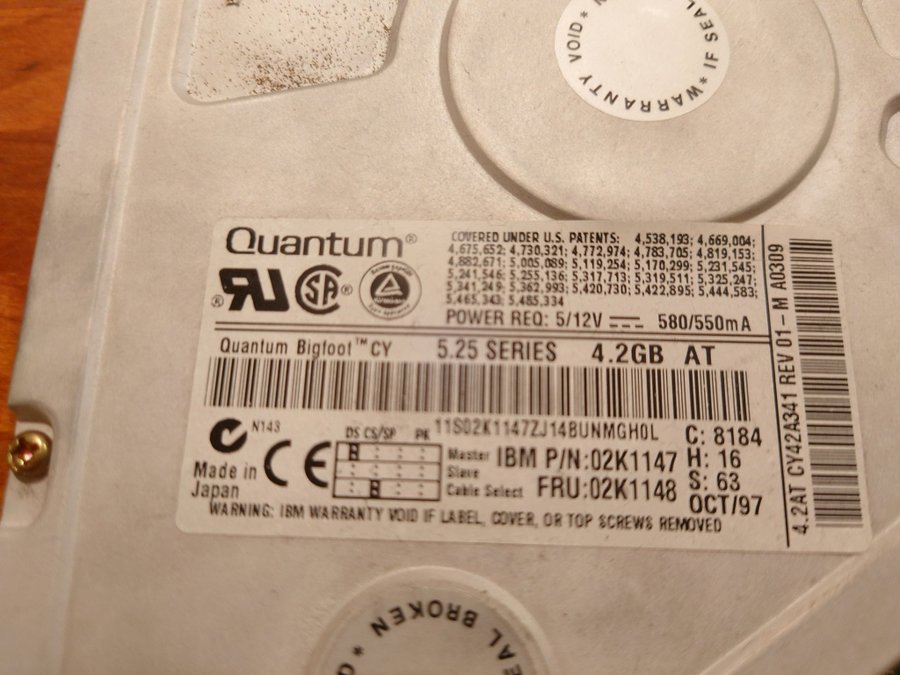 WARRANTY VOID * IF SEAL
Quantum®
COVERED UNDER U.S. PATENTS: 4,538,193; 4,669,004;
4,675,652; 4,730,321; 4,772,974; 4,783,705; 4,819,153;
4,882,671; 5,005,089; 5,119,254; 5,170,299; 5,231,545;
5,241,546; 5,255,136; 5,317,713; 5,319,511; 5,325,247;
5,341,249; 5,362,993; 5,420,730; 5,422,895; 5,444,583;
5,465,343; 5,485,334
POWER REQ: 5/12V 580/550mA
Quantum Bigfoot™CY 5.25 SERIES 4.2GB AT
11S02K1147ZJ14BUNMGH0L
N143
CE
Made in
Japan
DS CS/SP PK
Master
Slave
Cable Select
IBM P/N:02K1147
FRU:02K1148
C: 8184
H: 16
S: 63
OCT/97
WARNING: IBM WARRANTY VOID IF LABEL, COVER, OR TOP SCREWS REMOVED
4.2AT CY42A341 REV 01-M A0309
SEAL BROKEN *